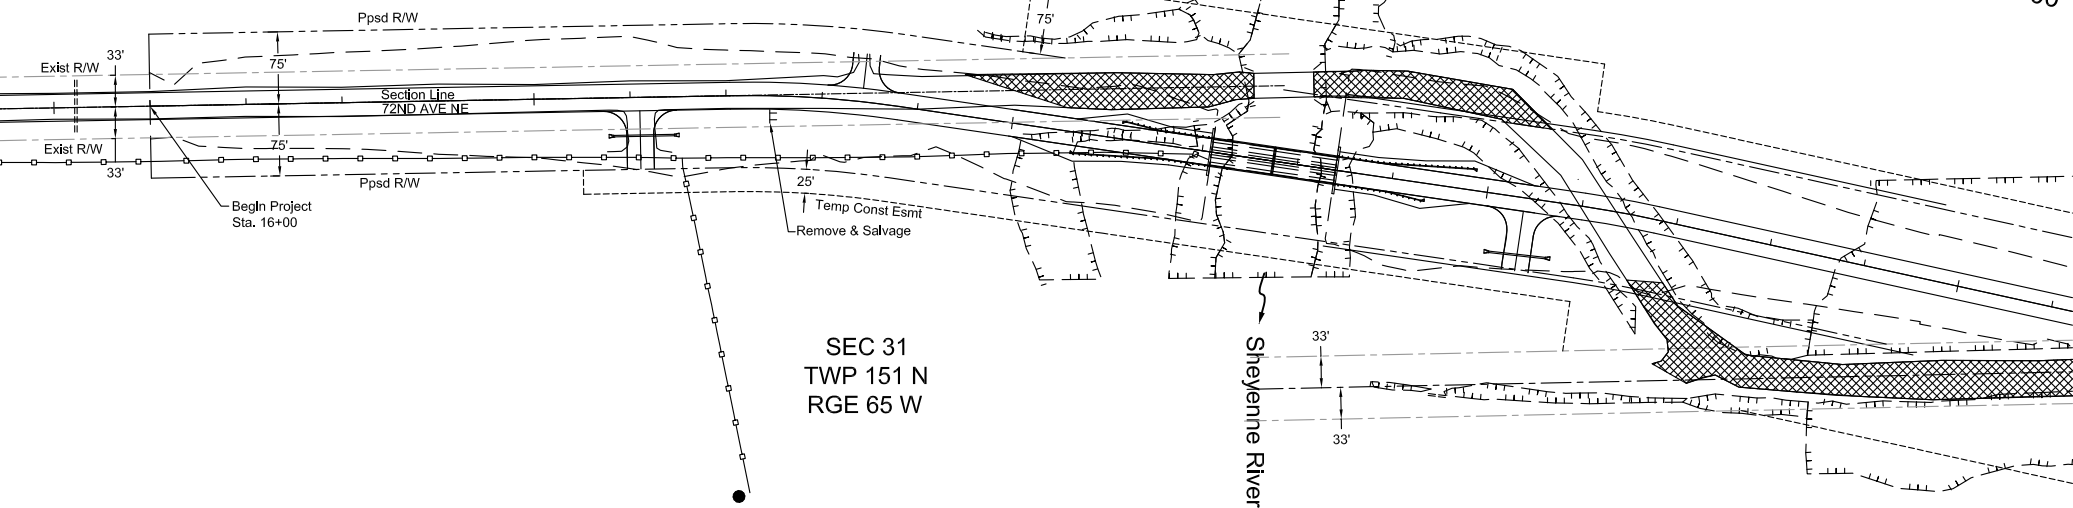 Ppsd R/W
75'
00
33'
Exist R/W
75'
Section Line
72ND AVE NE
Exist R/W
75'
33'
Ppsd R/W
25'
Begin Project
Sta. 16+00
Temp Const Esmt
Remove & Salvage
SEC 31
TWP 151 N
RGE 65 W
Sheyenne River
33'
33'